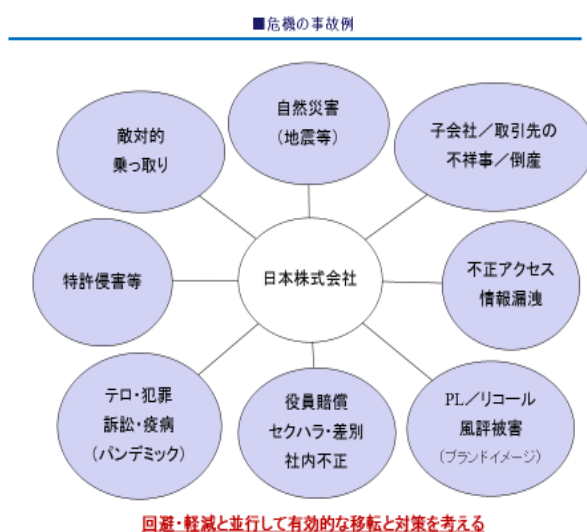 ■危機の事故例
自然災害
(地震等)
敵対的
乗っ取り
子会社／取引先の
不祥事／倒産
特許侵害等
日本株式会社
不正アクセス
情報漏洩
テロ・犯罪
訴訟・疫病
(パンデミック)
役員賠償
セクハラ・差別
社内不正
PL／リコール
風評被害
(ブランドイメージ)
回避・軽減と並行して有効的な移転と対策を考える